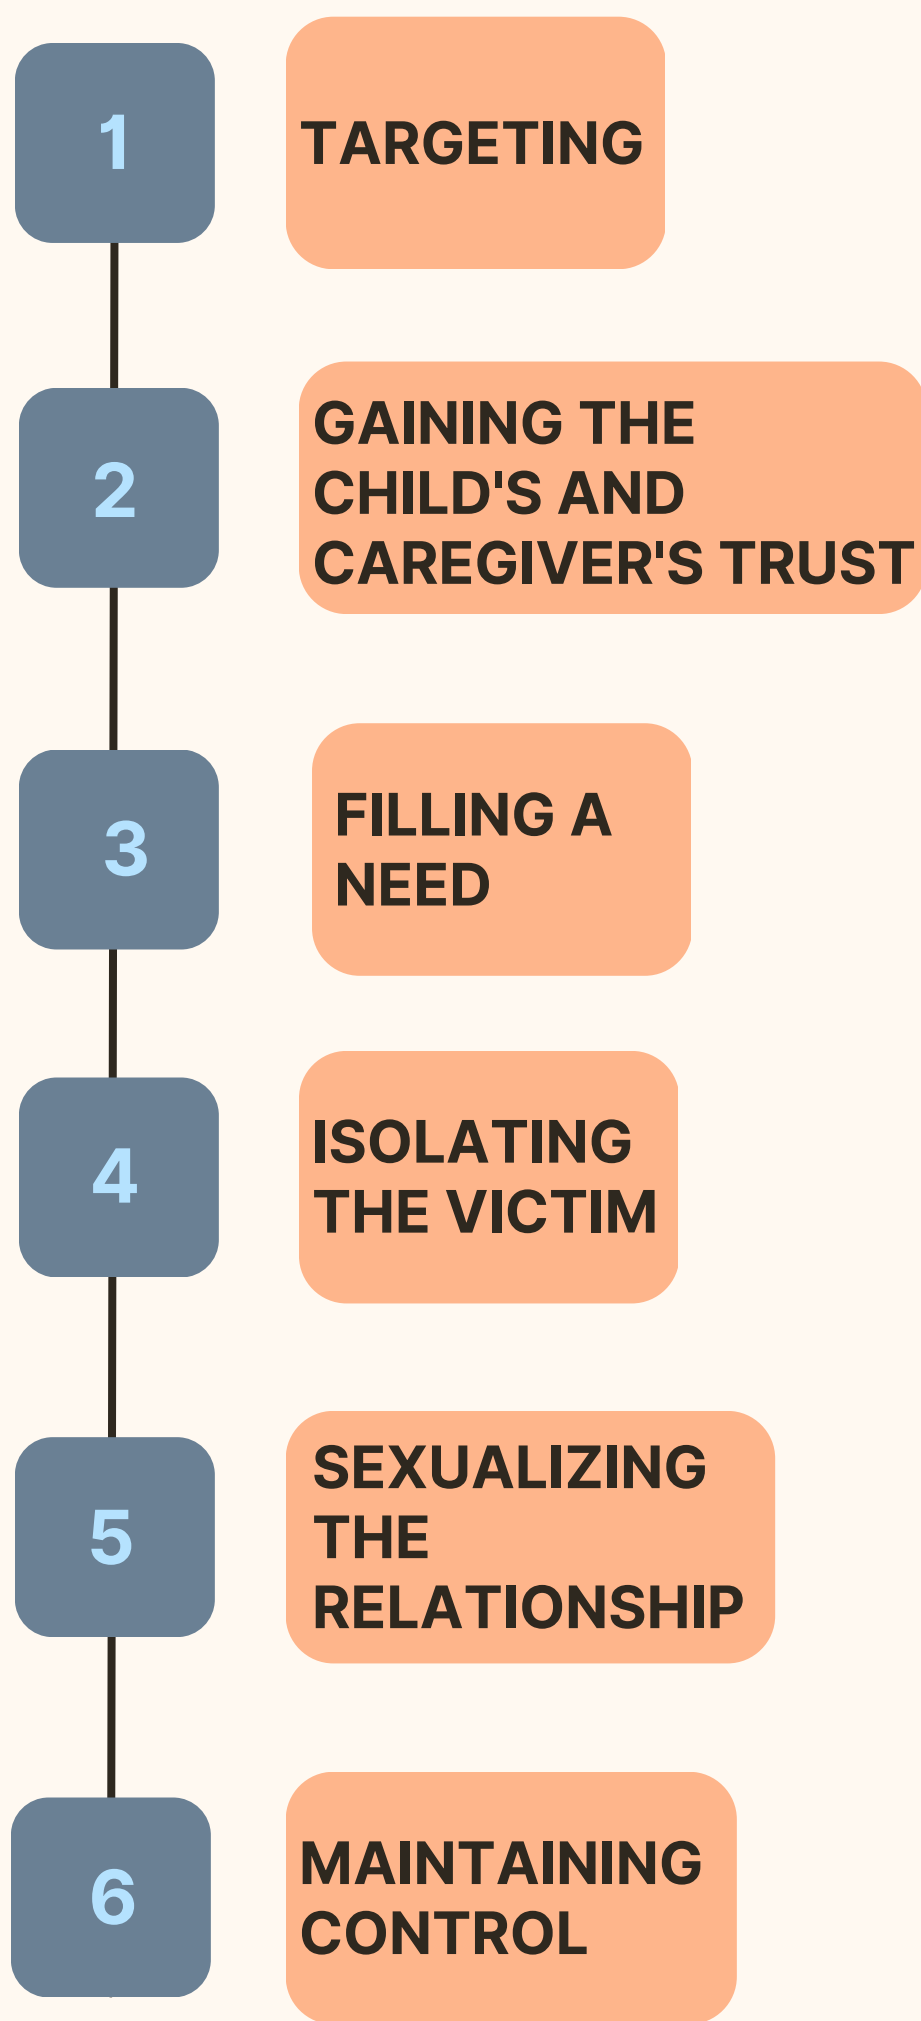 1
TARGETING
2
GAINING THE
CHILD'S AND
CAREGIVER'S TRUST
3
FILLING A
NEED
4
ISOLATING
THE VICTIM
5
SEXUALIZING
THE
RELATIONSHIP
6
MAINTAINING
CONTROL